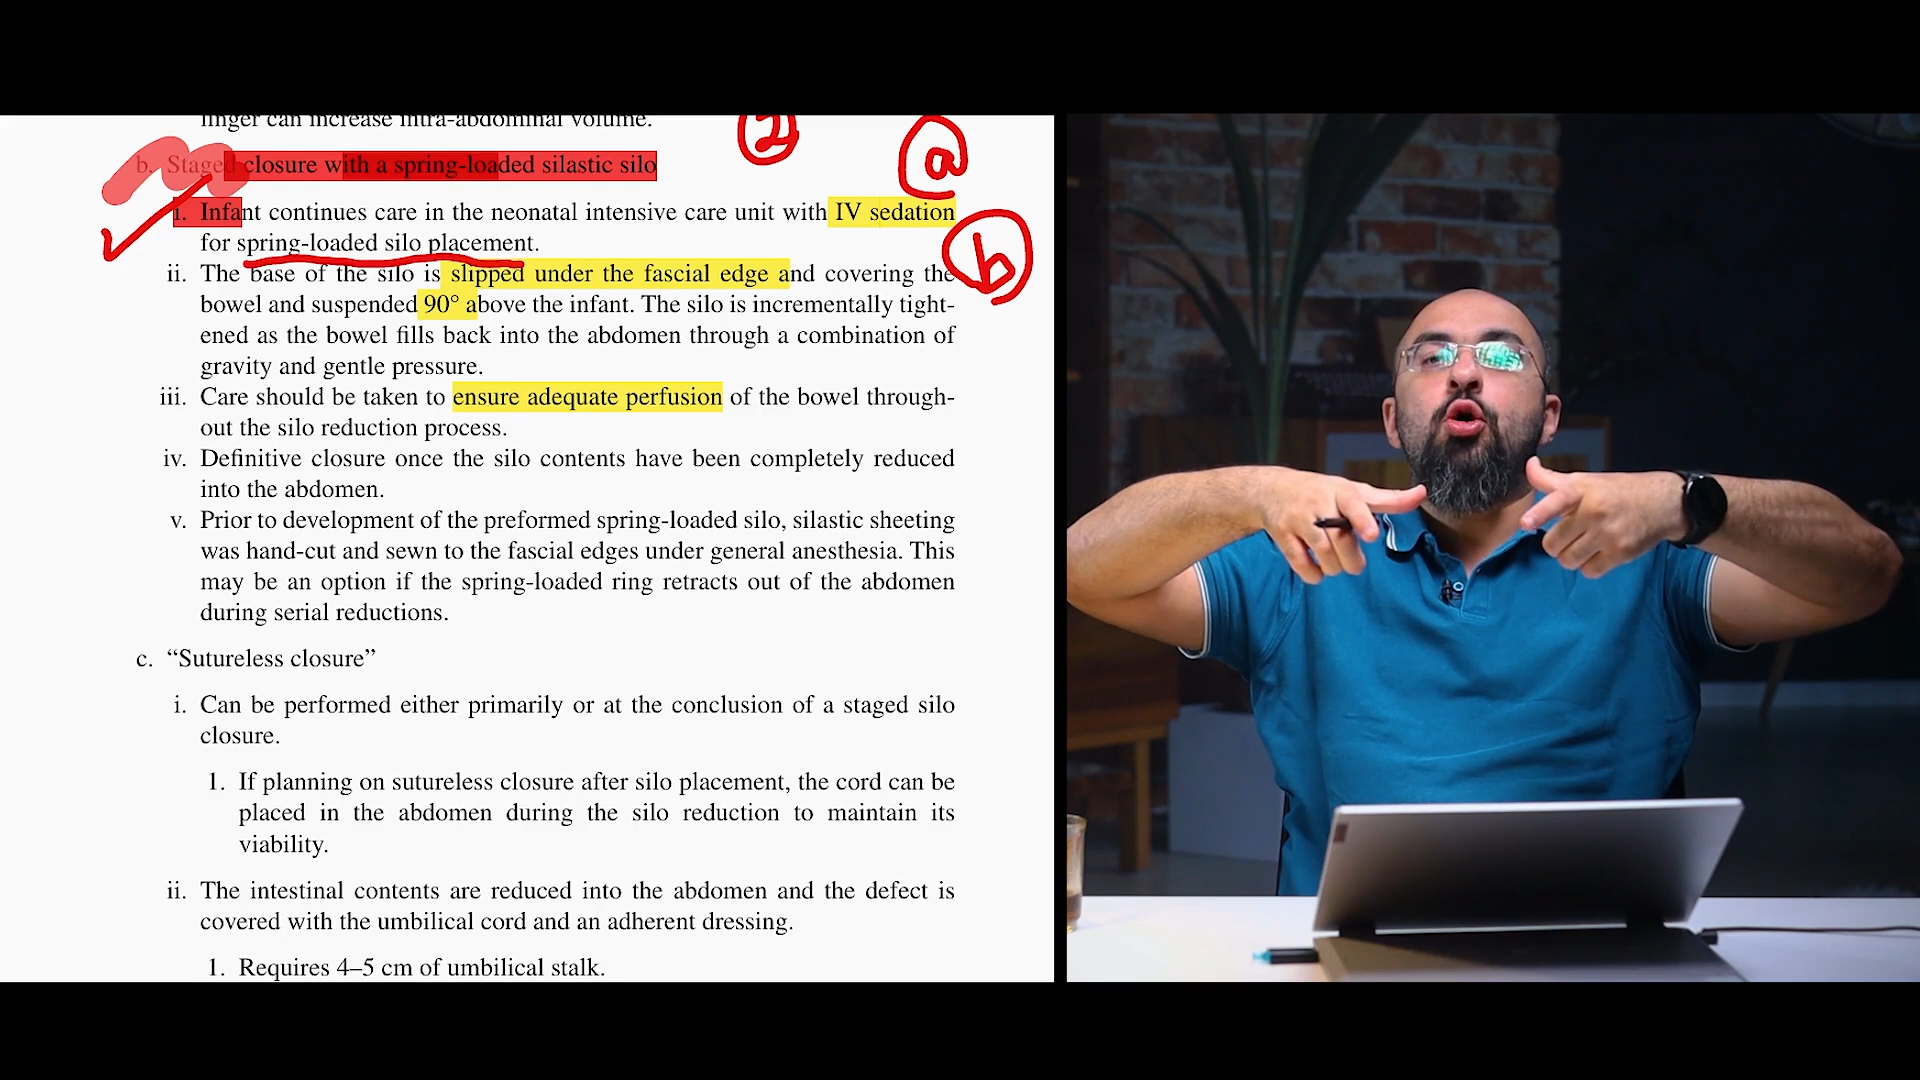 finger can increase intra-abdominal volume.
2
a
b. Staged closure with a spring-loaded silastic silo
i. Infant continues care in the neonatal intensive care unit with IV sedation
for spring-loaded silo placement.
b
ii. The base of the silo is slipped under the fascial edge and covering the
bowel and suspended 90° above the infant. The silo is incrementally tight-
ened as the bowel fills back into the abdomen through a combination of
gravity and gentle pressure.
iii. Care should be taken to ensure adequate perfusion of the bowel through-
out the silo reduction process.
iv. Definitive closure once the silo contents have been completely reduced
into the abdomen.
v. Prior to development of the preformed spring-loaded silo, silastic sheeting
was hand-cut and sewn to the fascial edges under general anesthesia. This
may be an option if the spring-loaded ring retracts out of the abdomen
during serial reductions.
c. “Sutureless closure”
i. Can be performed either primarily or at the conclusion of a staged silo
closure.
1. If planning on sutureless closure after silo placement, the cord can be
placed in the abdomen during the silo reduction to maintain its
viability.
ii. The intestinal contents are reduced into the abdomen and the defect is
covered with the umbilical cord and an adherent dressing.
1. Requires 4–5 cm of umbilical stalk.